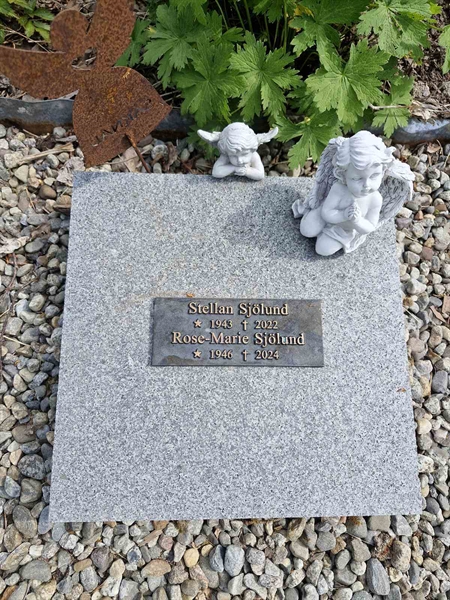 Stellan Sjölund
★ 1943 † 2022
Rose-Marie Sjölund
★ 1946 † 2024